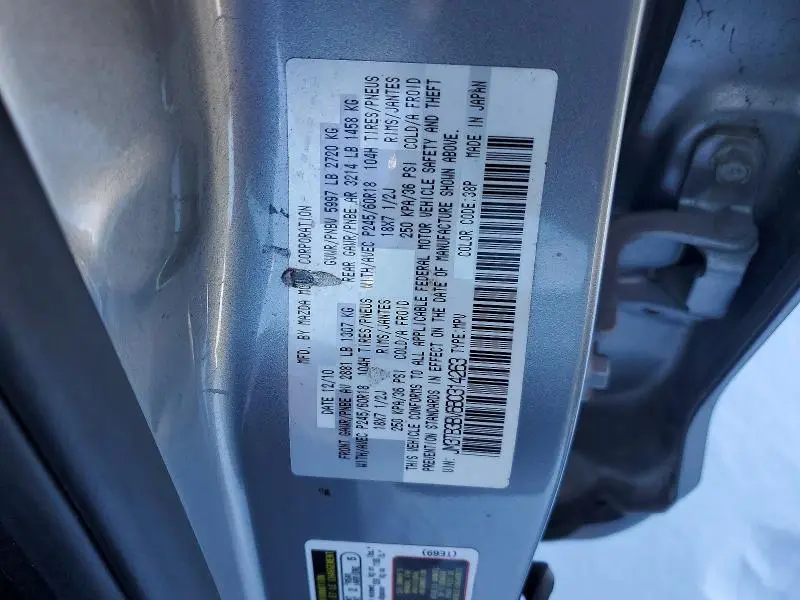 MFD. BY MAZDA CORPORATION
DATE 12/10
GVWR/PNBV 5997 LB 2720 KG
FRONT GAWR/PNBE AV 2881 LB 1307 KG
REAR GAWR/PNBE AR 3214 LB 1458 KG
WITH/AVEC P245/60R18 104H TIRES/PNEUS
WITH/AVEC P245/60R18 104H TIRES/PNEUS
18X7 1/2J RIMS/JANTES
18X7 1/2J RIMS/JANTES
250 KPA/36 PSI COLD/A FROID
250 KPA/36 PSI COLD/A FROID
THIS VEHICLE CONFORMS TO ALL APPLICABLE FEDERAL MOTOR VEHICLE SAFETY AND THEFT
PREVENTION STANDARDS IN EFFECT ON THE DATE OF MANUFACTURE SHOWN ABOVE.
VIN: JM3TB3BV6B0314263 TYPE:MPV
COLOR CODE:38P MADE IN JAPAN
(TE69)